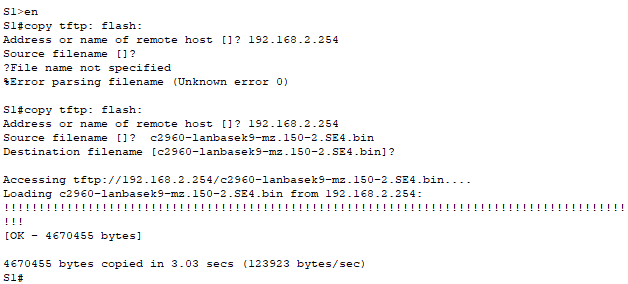 S1>en
S1#copy tftp: flash:
Address or name of remote host []? 192.168.2.254
Source filename []?
?File name not specified
%Error parsing filename (Unknown error 0)
S1#copy tftp: flash:
Address or name of remote host []? 192.168.2.254
Source filename []?  c2960-lanbasek9-mz.150-2.SE4.bin
Destination filename [c2960-lanbasek9-mz.150-2.SE4.bin]?
Accessing tftp://192.168.2.254/c2960-lanbasek9-mz.150-2.SE4.bin....
Loading c2960-lanbasek9-mz.150-2.SE4.bin from 192.168.2.254:
!!!!!!!!!!!!!!!!!!!!!!!!!!!!!!!!!!!!!!!!!!!!!!!!!!!!!!!!!!!!!!!!!!!!!!!!!!!!!!!!!!!!!!!!!
!!!
[OK - 4670455 bytes]
4670455 bytes copied in 3.03 secs (123923 bytes/sec)
S1#